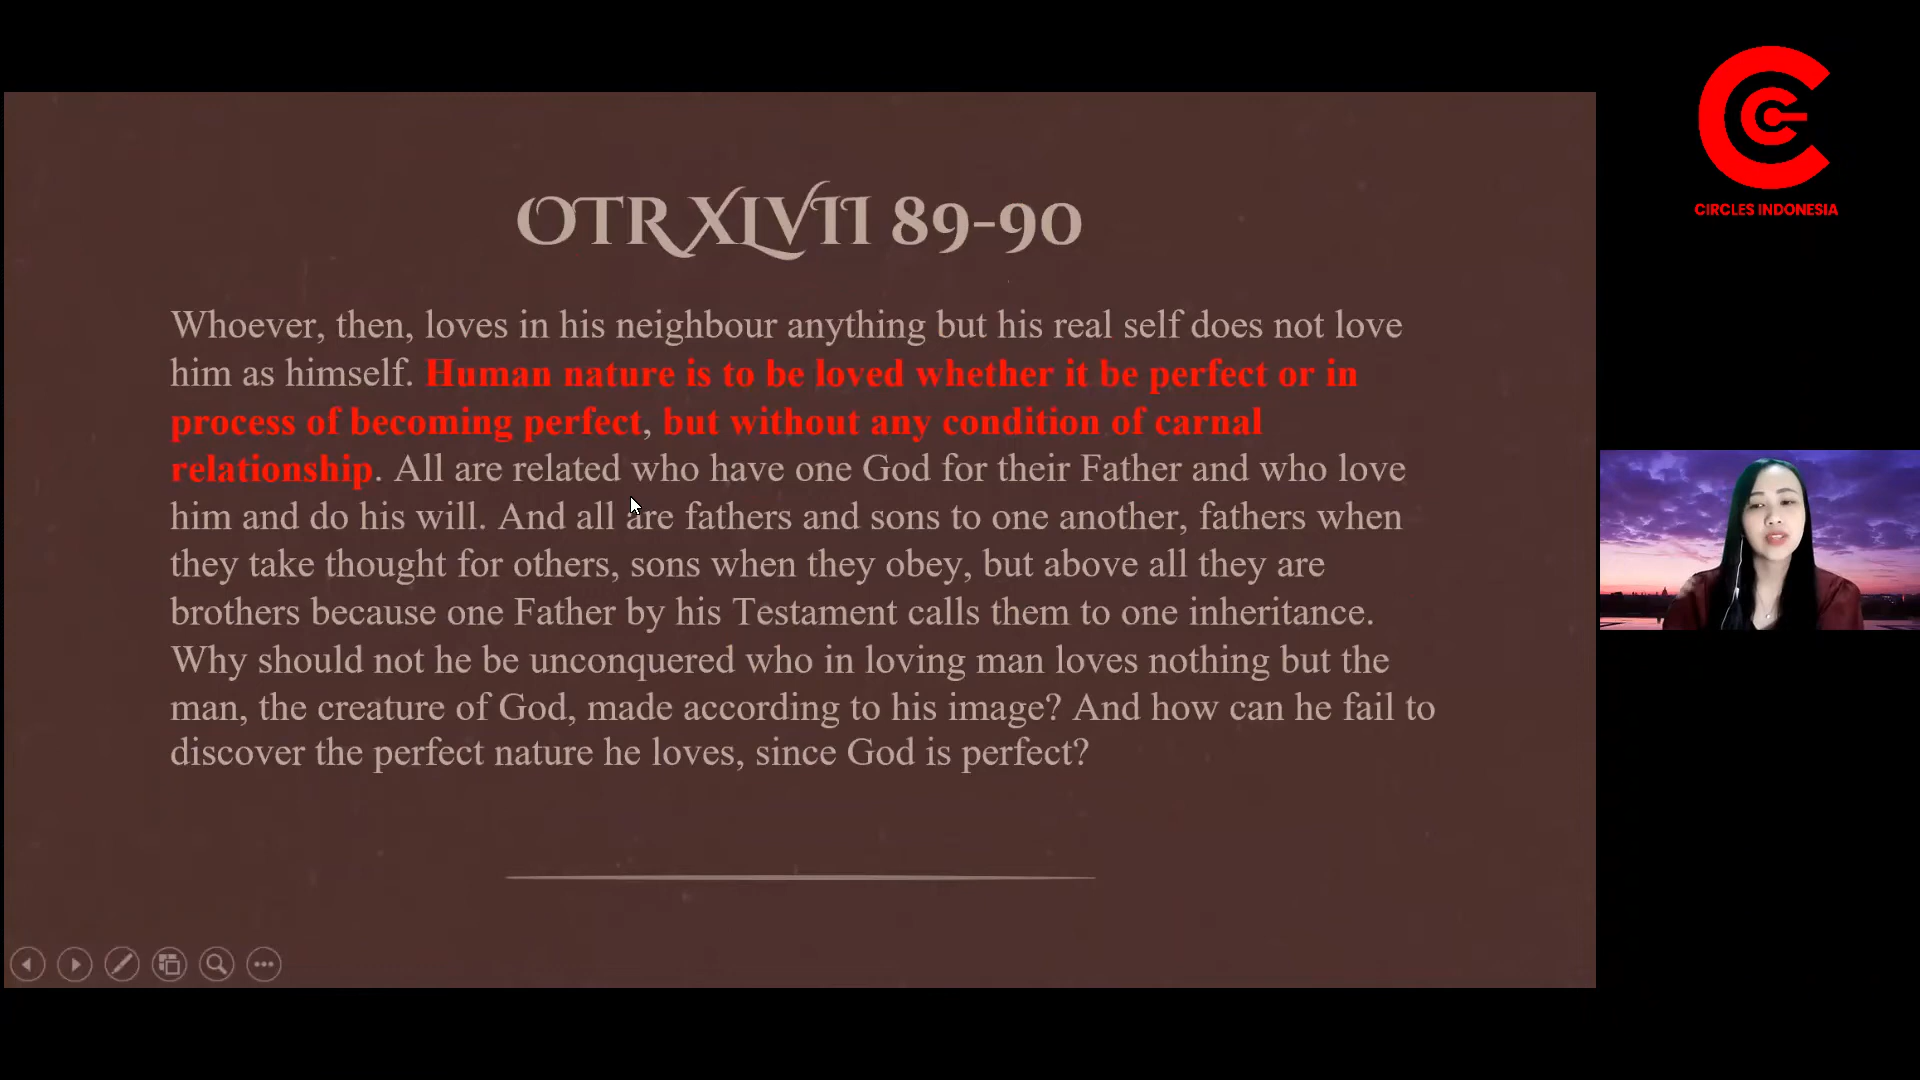 OTR XLVII 89-90
Whoever, then, loves in his neighbour anything but his real self does not love
him as himself. Human nature is to be loved whether it be perfect or in
process of becoming perfect, but without any condition of carnal
relationship. All are related who have one God for their Father and who love
him and do his will. And all are fathers and sons to one another, fathers when
they take thought for others, sons when they obey, but above all they are
brothers because one Father by his Testament calls them to one inheritance.
Why should not he be unconquered who in loving man loves nothing but the
man, the creature of God, made according to his image? And how can he fail to
discover the perfect nature he loves, since God is perfect?
CIRCLES INDONESIA